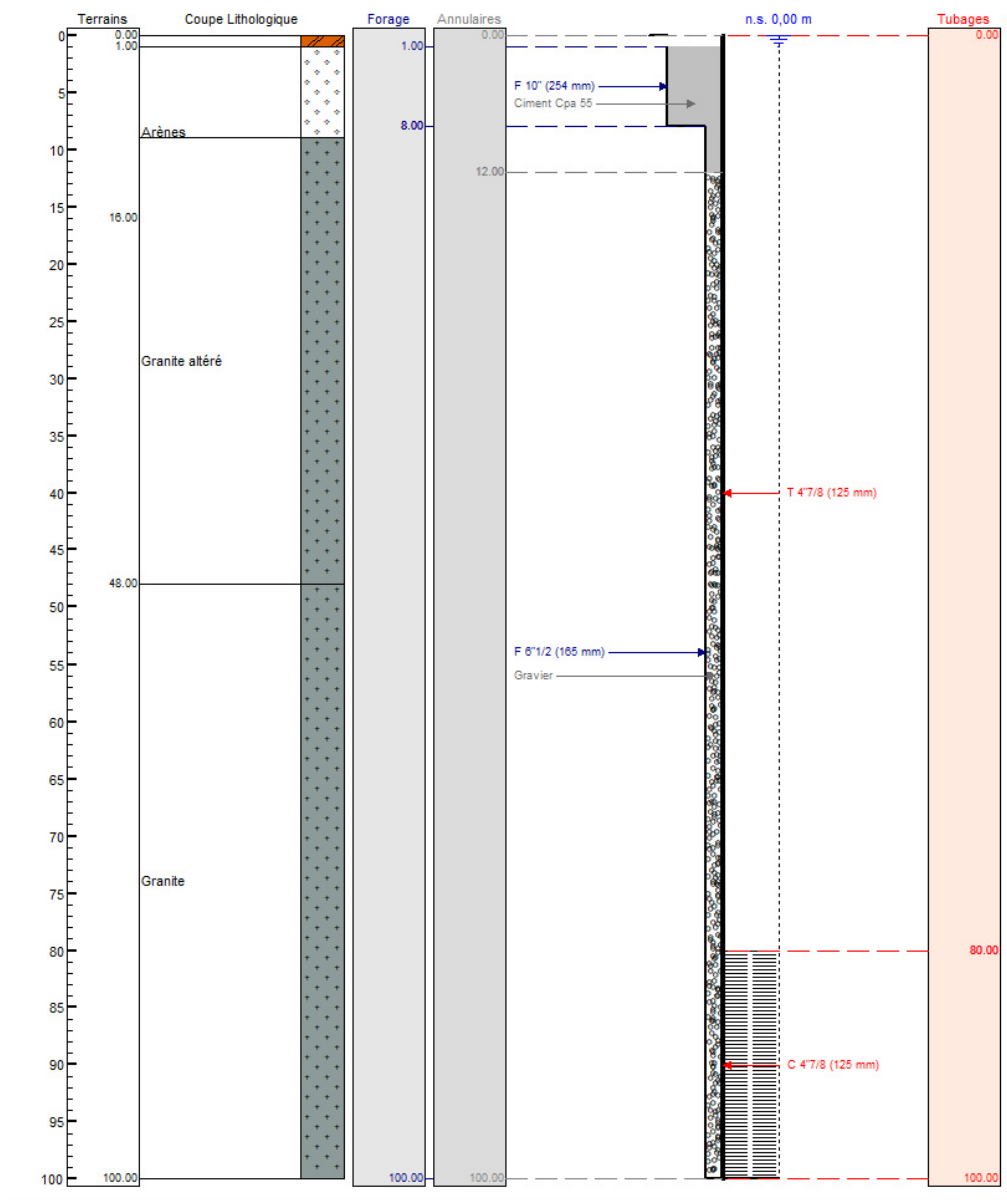 Terrains Coupe Lithologique Forage Annulaires n.s. 0,00 m Tubages
0 0.00 0.00 0.00
1.00 1.00
F 10" (254 mm)
5
Ciment Cpa 55
8.00
Arènes
10
12.00
15
16.00
20
25
Granite altéré
30
35
40 T 4"7/8 (125 mm)
45
48.00
50
F 6"1/2 (165 mm)
55
Gravier
60
65
70
Granite
75
80 80.00
85
90 C 4"7/8 (125 mm)
95
100 100.00 100.00 100.00 100.00